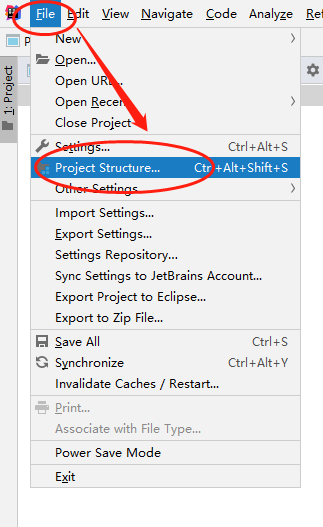 File Edit View Navigate Code Analyze Ref
P
1: Project
New
Open...
Open URL...
Open Recent
Close Project
Settings... Ctrl+Alt+S
Project Structure... Ctrl+Alt+Shift+S
Other Settings
Import Settings...
Export Settings...
Settings Repository...
Sync Settings to JetBrains Account...
Export Project to Eclipse...
Export to Zip File...
Save All Ctrl+S
Synchronize Ctrl+Alt+Y
Invalidate Caches / Restart...
Print...
Associate with File Type...
Power Save Mode
Exit